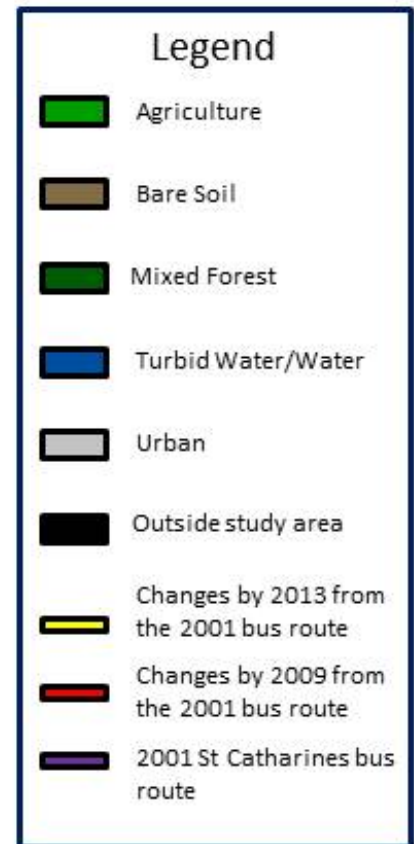 Legend
Agriculture
Bare Soil
Mixed Forest
Turbid Water/Water
Urban
Outside study area
Changes by 2013 from
the 2001 bus route
Changes by 2009 from
the 2001 bus route
2001 St Catharines bus
route